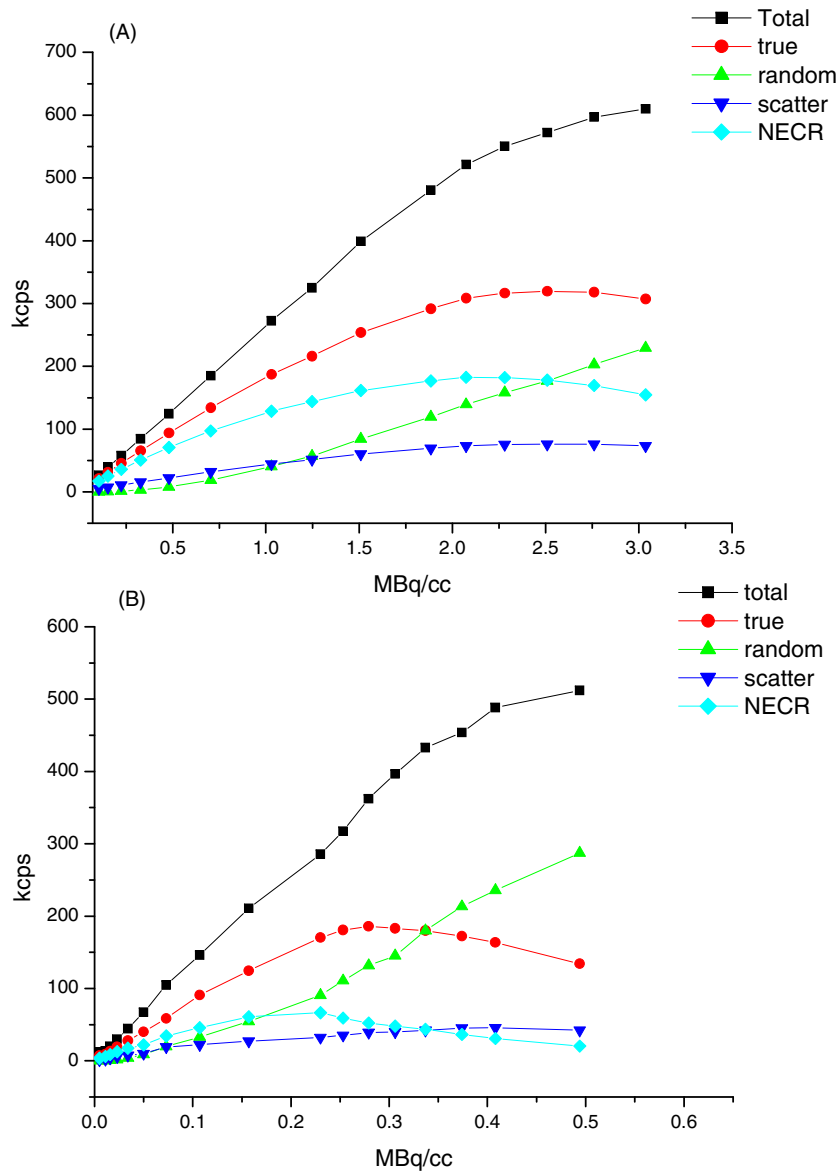 (A)
Total
true
random
scatter
NECR
700
600
500
400
300
200
100
0
kcps
0.5 1.0 1.5 2.0 2.5 3.0 3.5
MBq/cc
(B)
total
true
random
scatter
NECR
600
500
400
300
200
100
0
kcps
0.0 0.1 0.2 0.3 0.4 0.5 0.6
MBq/cc